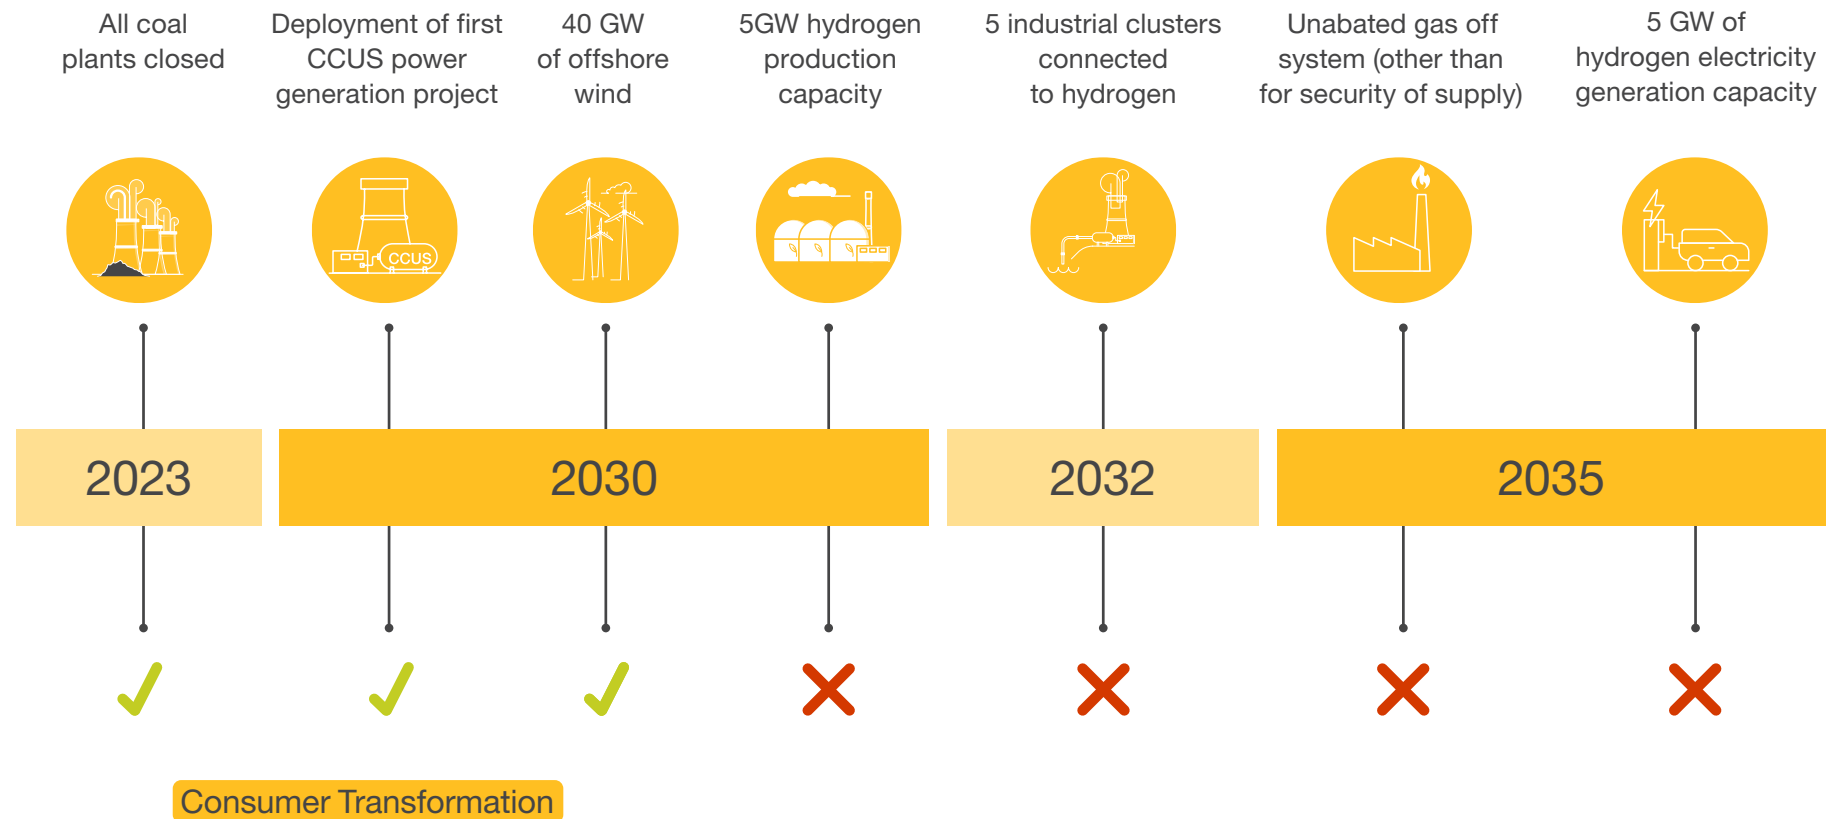 All coal
plants closed
Deployment of first
CCUS power
generation project
40 GW
of offshore
wind
5GW hydrogen
production
capacity
5 industrial clusters
connected
to hydrogen
Unabated gas off
system (other than
for security of supply)
5 GW of
hydrogen electricity
generation capacity
CCUS
2023
2030
2032
2035
Consumer Transformation